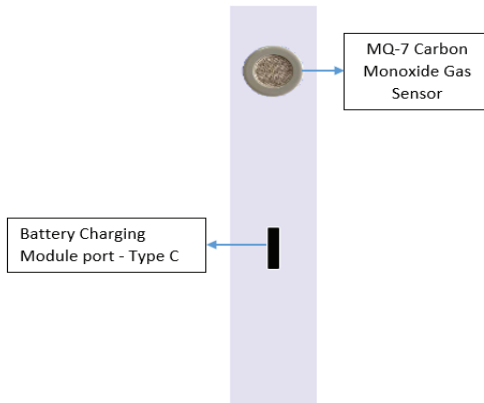 MQ-7 Carbon
Monoxide Gas
Sensor
Battery Charging
Module port - Type C